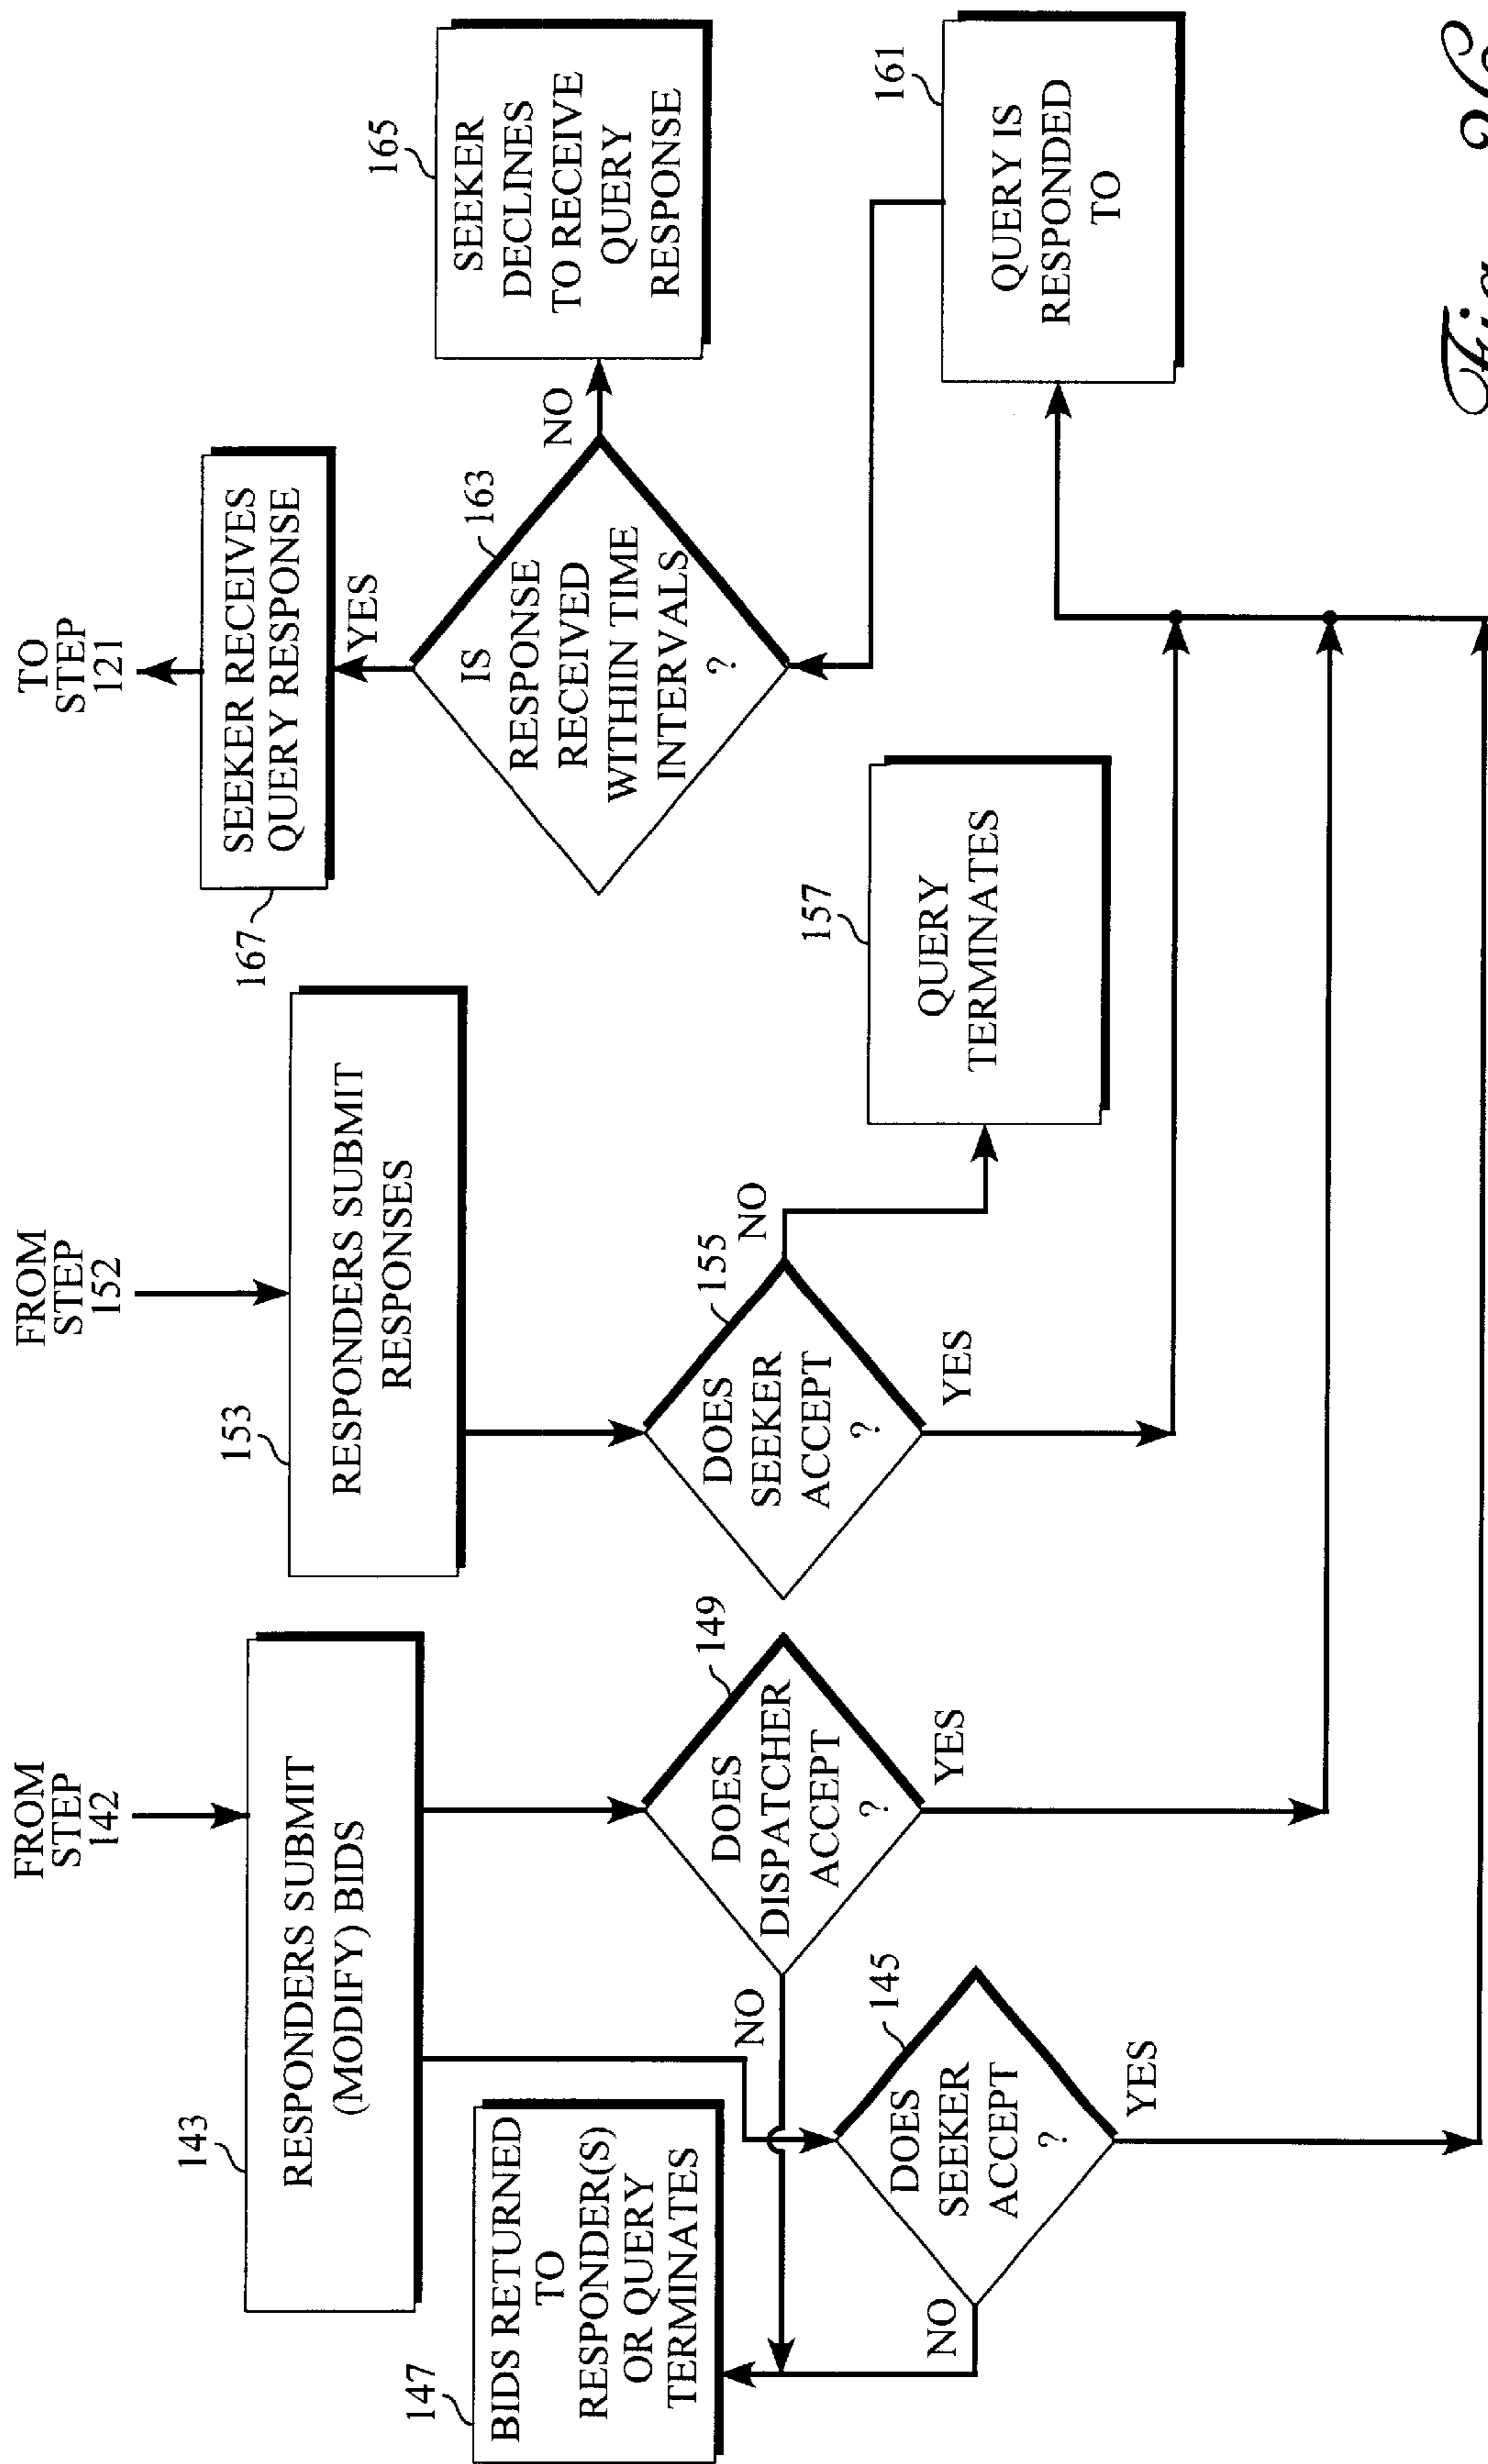 FROM
STEP
142
143
RESPONDERS SUBMIT
(MODIFY) BIDS
147
BIDS RETURNED
TO
RESPONDER(S)
OR QUERY
TERMINATES
NO
149
DOES
DISPATCHER
ACCEPT
?
YES
145
DOES
SEEKER
ACCEPT
?
NO
YES
FROM
STEP
152
153
RESPONDERS SUBMIT
RESPONSES
155
DOES
SEEKER
ACCEPT
?
NO
YES
157
QUERY
TERMINATES
TO
STEP
121
167
SEEKER RECEIVES
QUERY RESPONSE
YES
163
IS
RESPONSE
RECEIVED
WITHIN TIME
INTERVALS
?
NO
165
SEEKER
DECLINES
TO RECEIVE
QUERY
RESPONSE
161
QUERY IS
RESPONDED
TO
Fig.